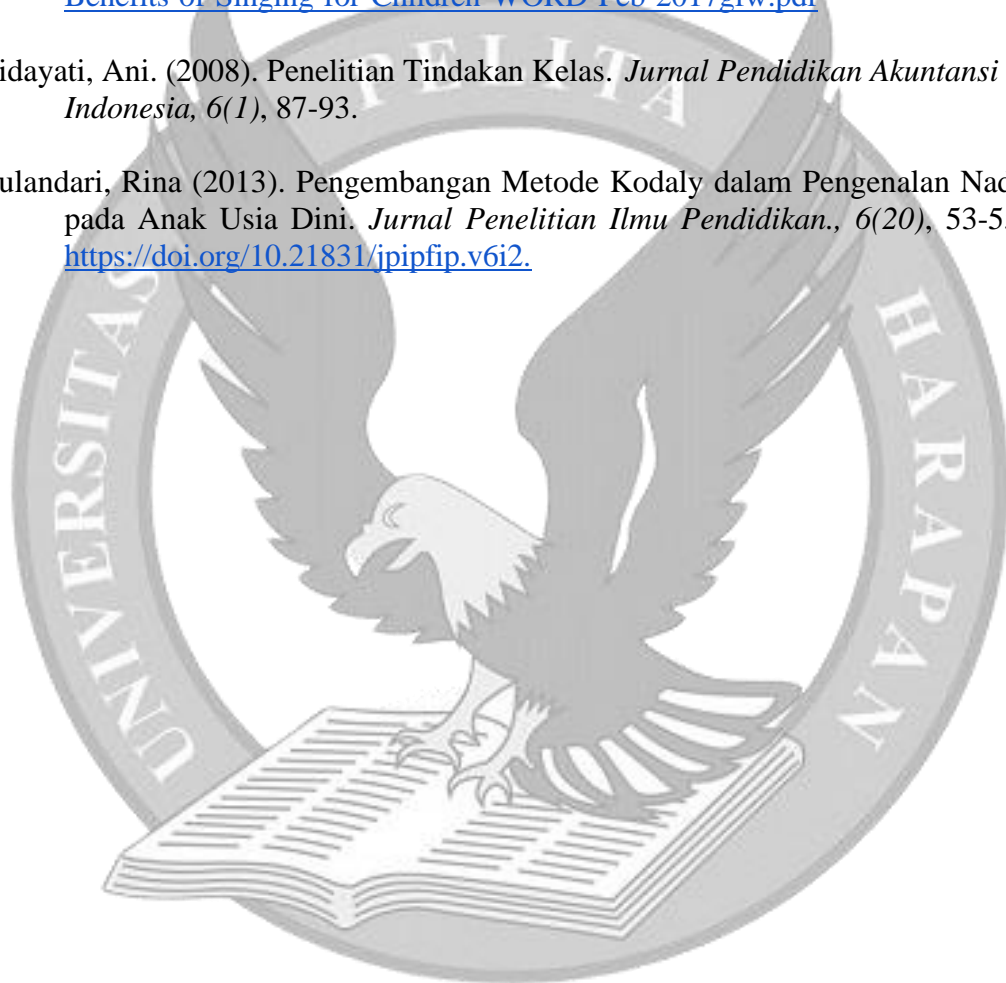 Benefits of Singing for Children WORD Feb 2017gfw.pdf
idayati, Ani. (2008). Penelitian Tindakan Kelas. Jurnal Pendidikan Akuntansi
Indonesia, 6(1), 87-93.
ulandari, Rina (2013). Pengembangan Metode Kodaly dalam Pengenalan Nad
pada Anak Usia Dini. Jurnal Penelitian Ilmu Pendidikan., 6(20), 53-5
https://doi.org/10.21831/jpipfip.v6i2.
UNIVERSITAS PELITA HARAPAN